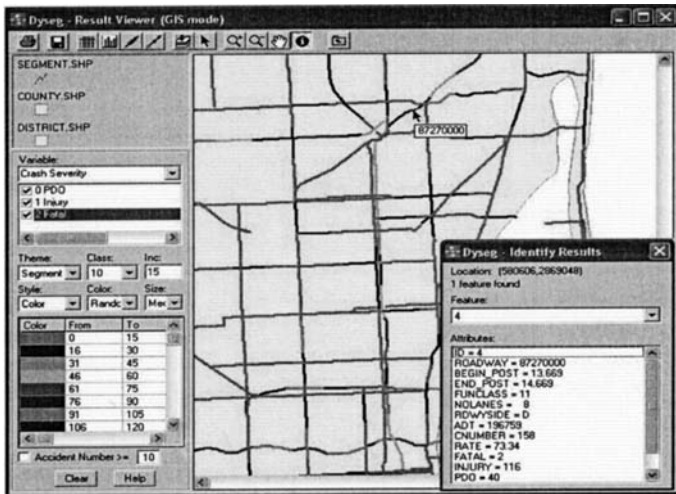 Dyseg - Result Viewer (GIS mode)
SEGMENT.SHP
COUNTY.SHP
DISTRICT.SHP
Variable:
Crash Severity
0 PDO
1 Injury
2 Fatal
Theme: Class: Inc:
Segment 10 15
Style: Color: Size:
Color Randc Mec
Color From To
0 15
16 30
31 45
46 60
61 75
76 90
91 105
106 120
Accident Number >= 10
Clear Help
87270000
Dyseg - Identify Results
Location: (580606,2869048)
1 feature found
Feature:
4
Attributes:
ID = 4
ROADWAY = 87270000
BEGIN_POST = 13.669
END_POST = 14.669
FUNCLASS = 11
NOLANES = 8
RDWYSIDE = D
ADT = 196759
CNUMBER = 158
RATE = 73.34
FATAL = 2
INJURY = 116
PDO = 40